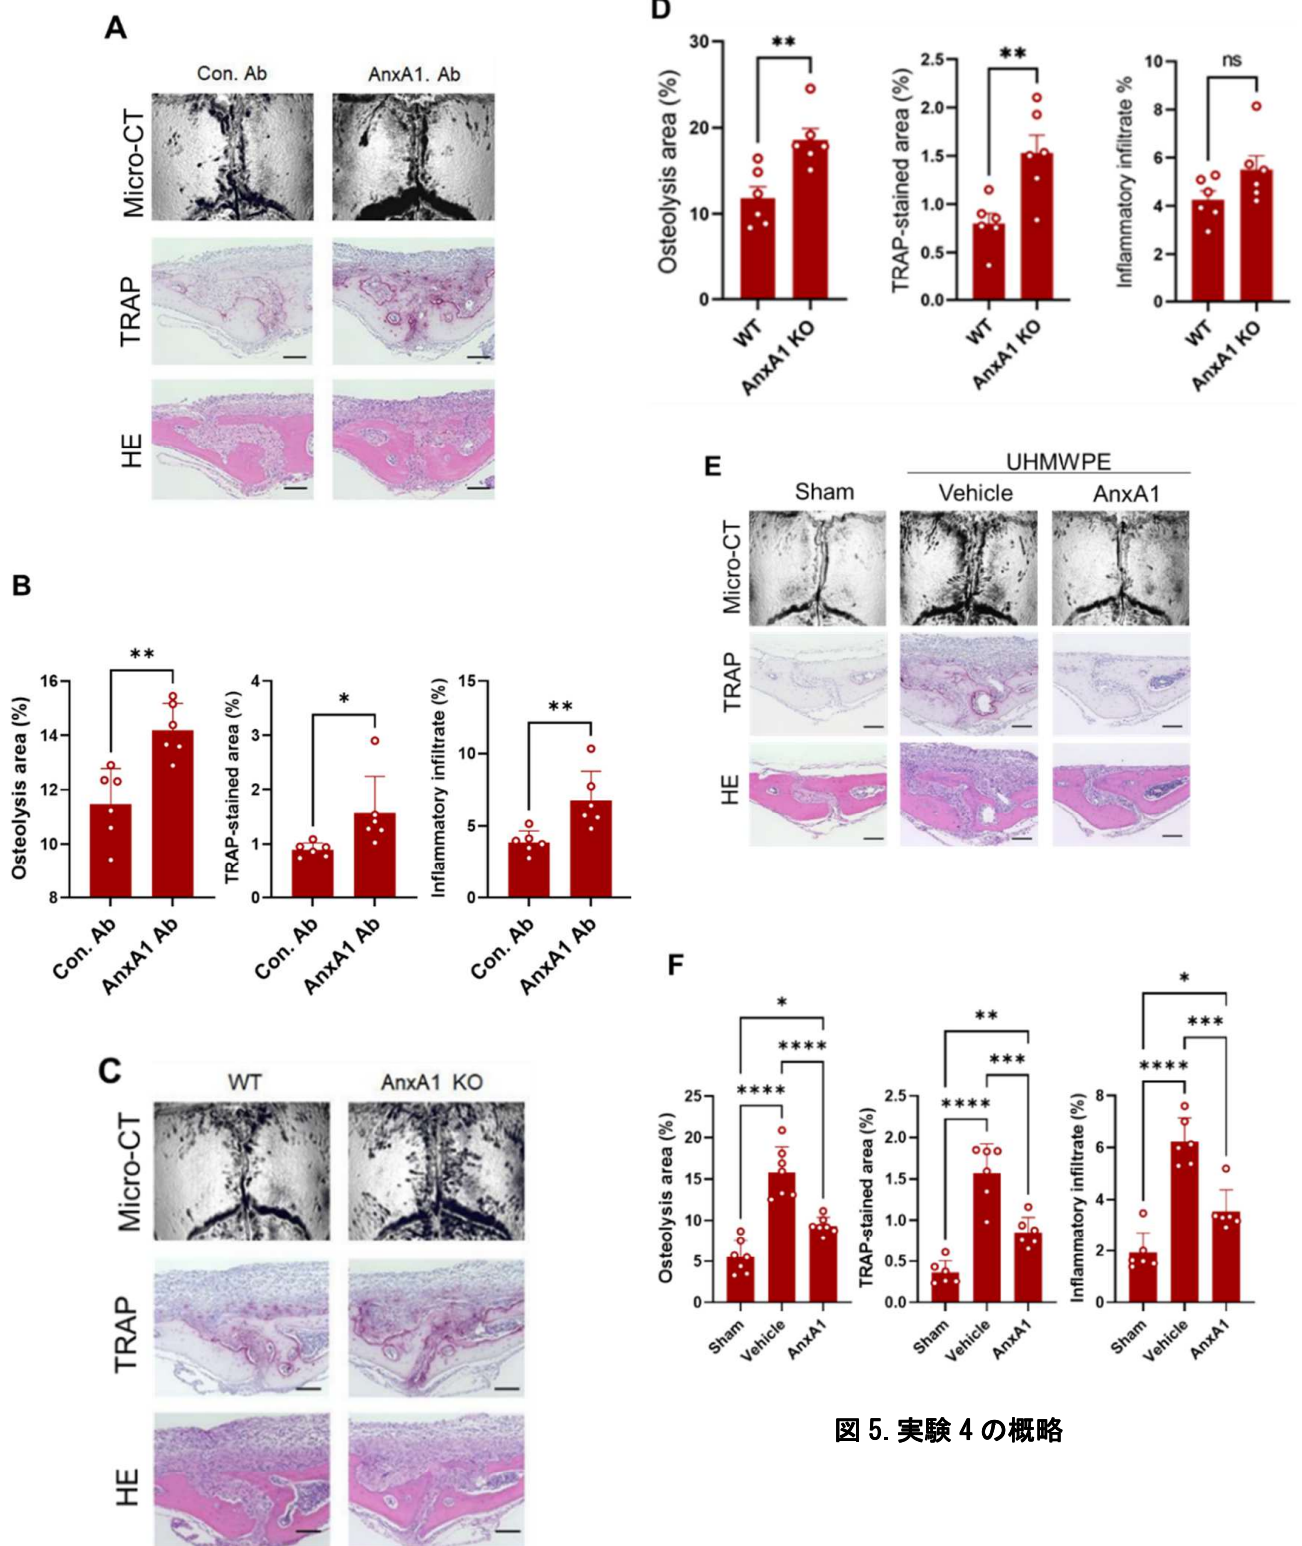 A
Con. Ab
AnxA1. Ab
Micro-CT
TRAP
HE
B
Osteolysis area (%)
16
14
12
10
8
**
Con. Ab
AnxA1 Ab
TRAP-stained area (%)
4
3
2
1
0
*
Con. Ab
AnxA1 Ab
Inflammatory infiltrate (%)
15
10
5
0
**
Con. Ab
AnxA1 Ab
C
WT
AnxA1 KO
Micro-CT
TRAP
HE
D
Osteolysis area (%)
30
20
10
0
**
WT
AnxA1 KO
TRAP-stained area (%)
2.5
2.0
1.5
1.0
0.5
0.0
**
WT
AnxA1 KO
Inflammatory infiltrate %
10
8
6
4
2
0
ns
WT
AnxA1 KO
E
UHMWPE
Sham
Vehicle
AnxA1
Micro-CT
TRAP
HE
F
Osteolysis area (%)
25
20
15
10
5
0
*
****
****
Sham
Vehicle
AnxA1
TRAP-stained area (%)
2.5
2.0
1.5
1.0
0.5
0.0
**
***
****
Sham
Vehicle
AnxA1
Inflammatory infiltrate (%)
8
6
4
2
0
*
***
****
Sham
Vehicle
AnxA1
図 5. 実験 4 の概略